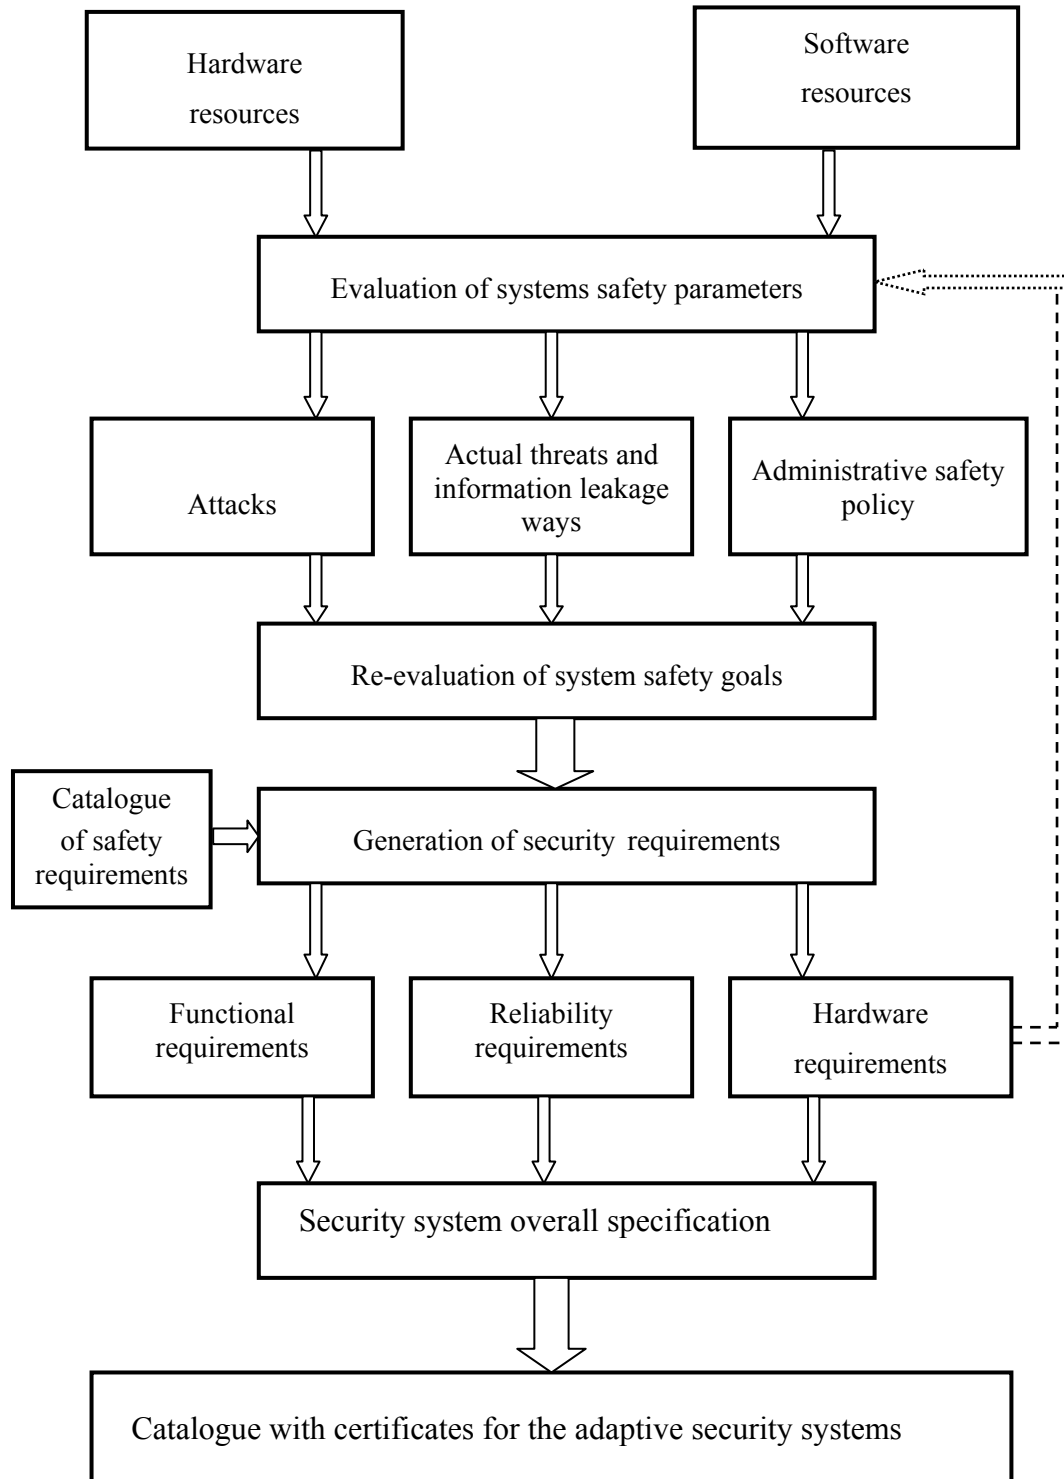 Hardware
resources
Software
resources
Evaluation of systems safety parameters
Attacks
Actual threats and
information leakage
ways
Administrative safety
policy
Re-evaluation of system safety goals
Catalogue
of safety
requirements
Generation of security requirements
Functional
requirements
Reliability
requirements
Hardware
requirements
Security system overall specification
Catalogue with certificates for the adaptive security systems